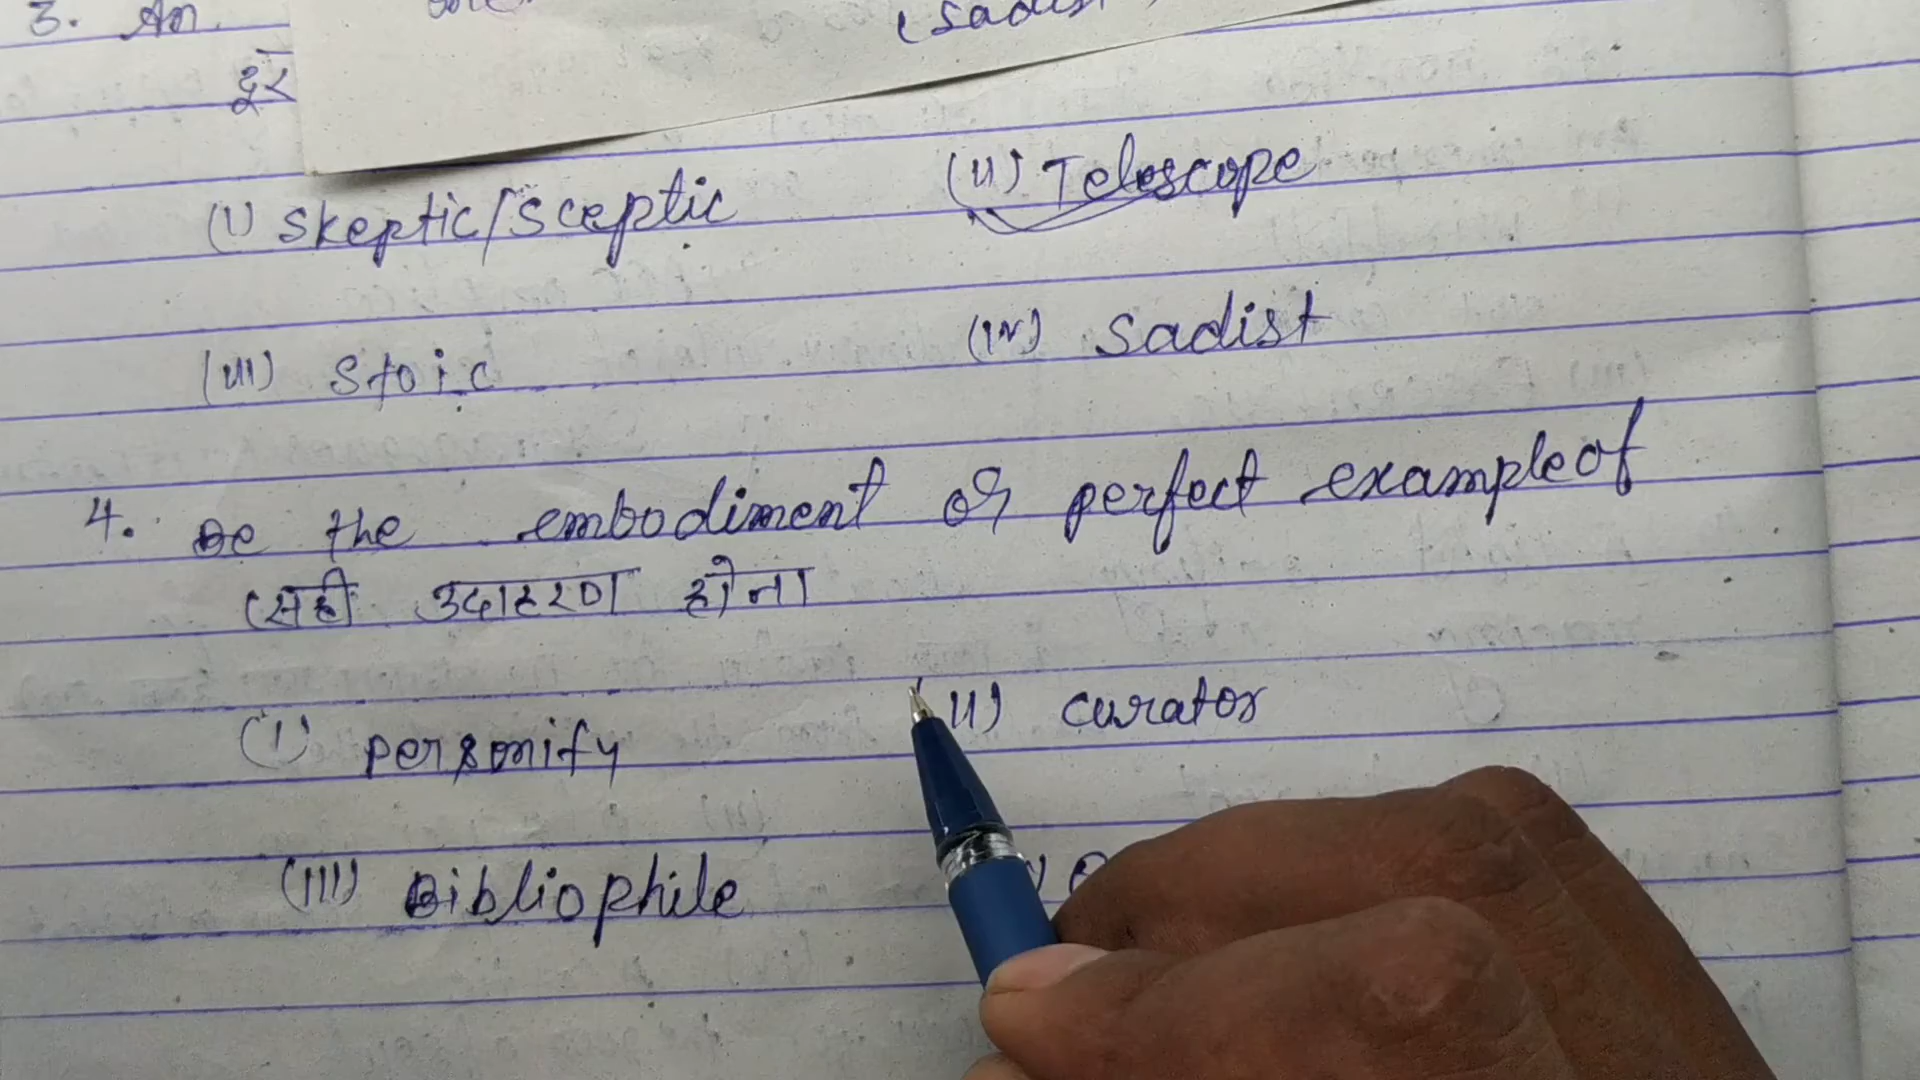 3. An
(sadist
दूर
(I) Skeptic/Sceptic (II) Telescope
(III) Stoic (IV) Sadist
4. Be the embodiment or perfect example of
(सही उदाहरण होना
(I) personify (II) curator
(III) Bibliophile